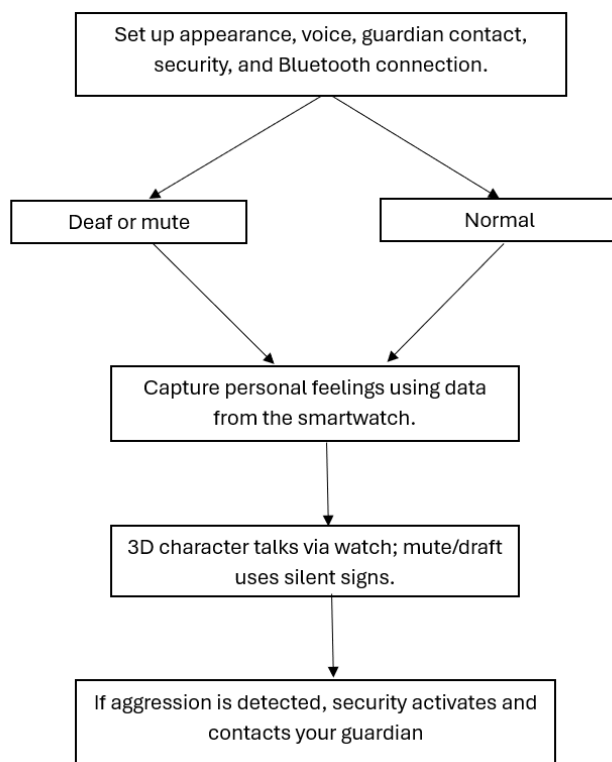 Set up appearance, voice, guardian contact,
security, and Bluetooth connection.
Deaf or mute
Normal
Capture personal feelings using data
from the smartwatch.
3D character talks via watch; mute/draft
uses silent signs.
If aggression is detected, security activates and
contacts your guardian